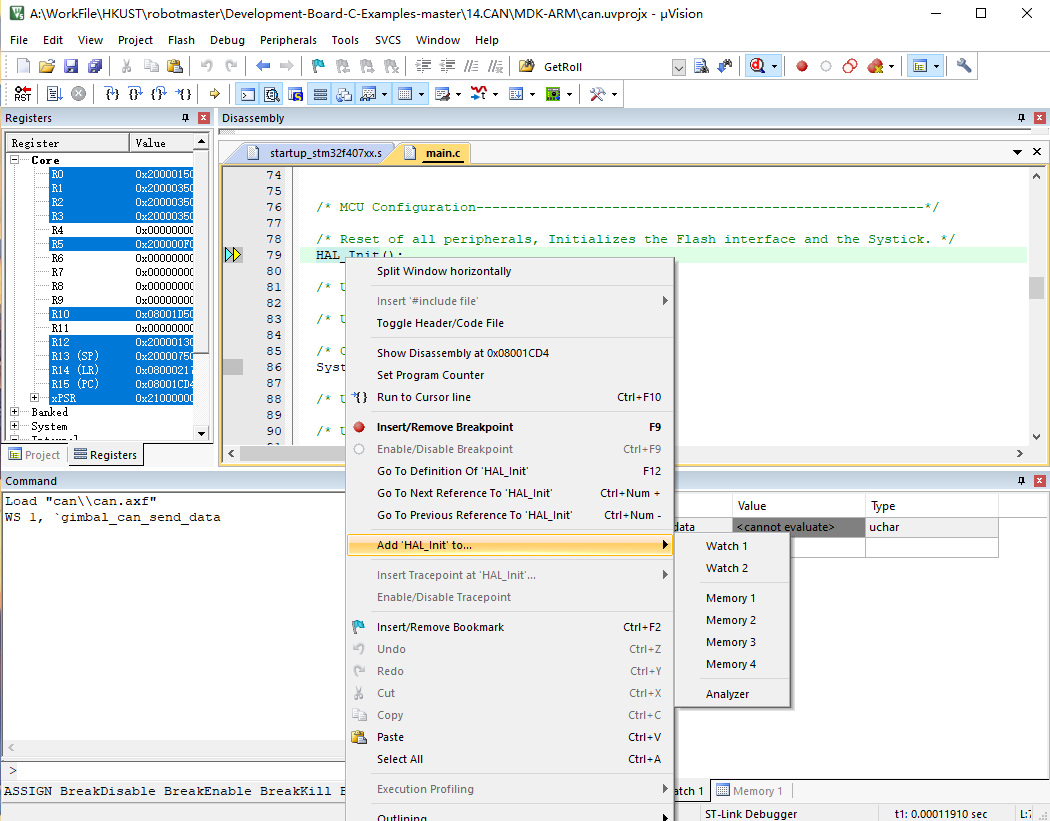 A:\WorkFile\HKUST\robotmaster\Development-Board-C-Examples-master\14.CAN\MDK-ARM\can.uvprojx - µVision
File Edit View Project Flash Debug Peripherals Tools SVCS Window Help
GetRoll
RST
Registers
Register Value
Core
R0 0x20000150
R1 0x20000350
R2 0x20000350
R3 0x20000350
R4 0x00000000
R5 0x200000F0
R6 0x00000000
R7 0x00000000
R8 0x00000000
R9 0x00000000
R10 0x08001D50
R11 0x00000000
R12 0x20000130
R13 (SP) 0x20000750
R14 (LR) 0x08000217
R15 (PC) 0x08001CD4
xPSR 0x21000000
Banked
System
Internal
Project Registers
Disassembly
startup_stm32f407xx.s main.c
74
75
76 /* MCU Configuration--------------------------------------------------------*/
77
78 /* Reset of all peripherals, Initializes the Flash interface and the Systick. */
79 HAL_Init();
80
81 /* U
82
83 /* U
84
85 /* C
86 Syst
87
88 /* U
89
90 /* U
Split Window horizontally
Insert '#include file'
Toggle Header/Code File
Show Disassembly at 0x08001CD4
Set Program Counter
Run to Cursor line Ctrl+F10
Insert/Remove Breakpoint F9
Enable/Disable Breakpoint Ctrl+F9
Go To Definition Of 'HAL_Init' F12
Go To Next Reference To 'HAL_Init' Ctrl+Num +
Go To Previous Reference To 'HAL_Init' Ctrl+Num -
Add 'HAL_Init' to...
Insert Tracepoint at 'HAL_Init'...
Enable/Disable Tracepoint
Insert/Remove Bookmark Ctrl+F2
Undo Ctrl+Z
Redo Ctrl+Y
Cut Ctrl+X
Copy Ctrl+C
Paste Ctrl+V
Select All Ctrl+A
Execution Profiling
Outlining
Watch 1
Watch 2
Memory 1
Memory 2
Memory 3
Memory 4
Analyzer
Command
Load "can\\can.axf"
WS 1, `gimbal_can_send_data
>
ASSIGN BreakDisable BreakEnable BreakKill
Value Type
data <cannot evaluate> uchar
atch 1 Memory 1
ST-Link Debugger t1: 0.00011910 sec L:7